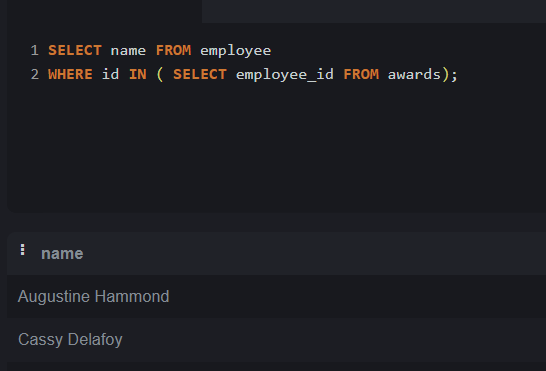 1 SELECT name FROM employee
2 WHERE id IN ( SELECT employee_id FROM awards);
name
Augustine Hammond
Cassy Delafoy